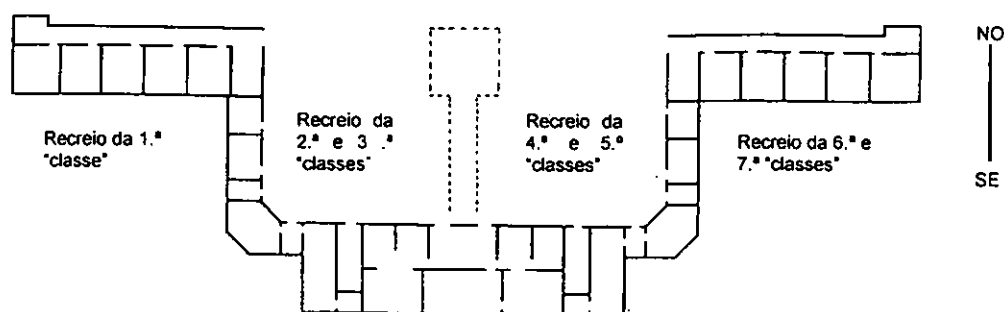 NO
Recreio da 1.ª
"classe"
Recreio da
2.ª e 3 .ª
"classes"
Recreio da
4.ª e 5.ª
"classes"
Recreio da 6.ª e
7.ª "classes"
SE